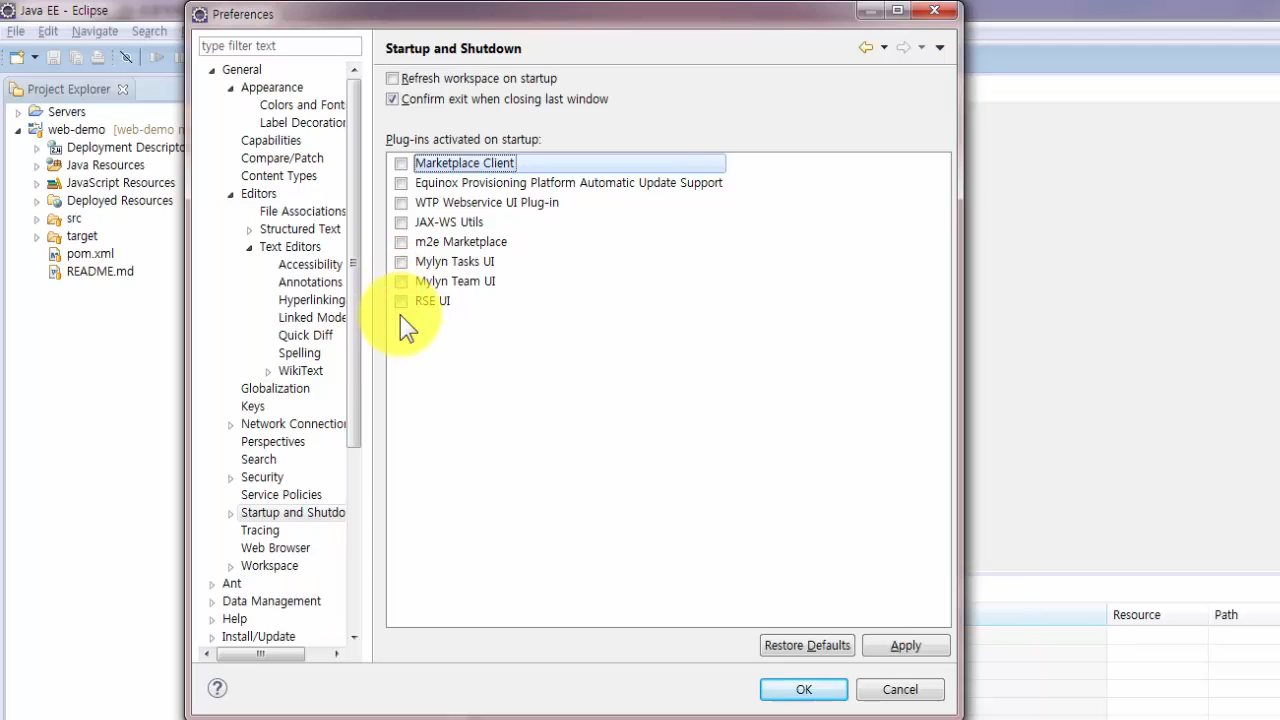 Java EE - Eclipse
File Edit Navigate Search
Project Explorer
Servers
web-demo [web-demo
Deployment Descripto
Java Resources
JavaScript Resources
Deployed Resources
src
target
pom.xml
README.md
Preferences
type filter text
General
Appearance
Colors and Font
Label Decoration
Capabilities
Compare/Patch
Content Types
Editors
File Associations
Structured Text
Text Editors
Accessibility
Annotations
Hyperlinking
Linked Mode
Quick Diff
Spelling
WikiText
Globalization
Keys
Network Connection
Perspectives
Search
Security
Service Policies
Startup and Shutdo
Tracing
Web Browser
Workspace
Ant
Data Management
Help
Install/Update
Startup and Shutdown
Refresh workspace on startup
Confirm exit when closing last window
Plug-ins activated on startup:
Marketplace Client
Equinox Provisioning Platform Automatic Update Support
WTP Webservice UI Plug-in
JAX-WS Utils
m2e Marketplace
Mylyn Tasks UI
Mylyn Team UI
RSE UI
Restore Defaults Apply
OK Cancel
Resource Path